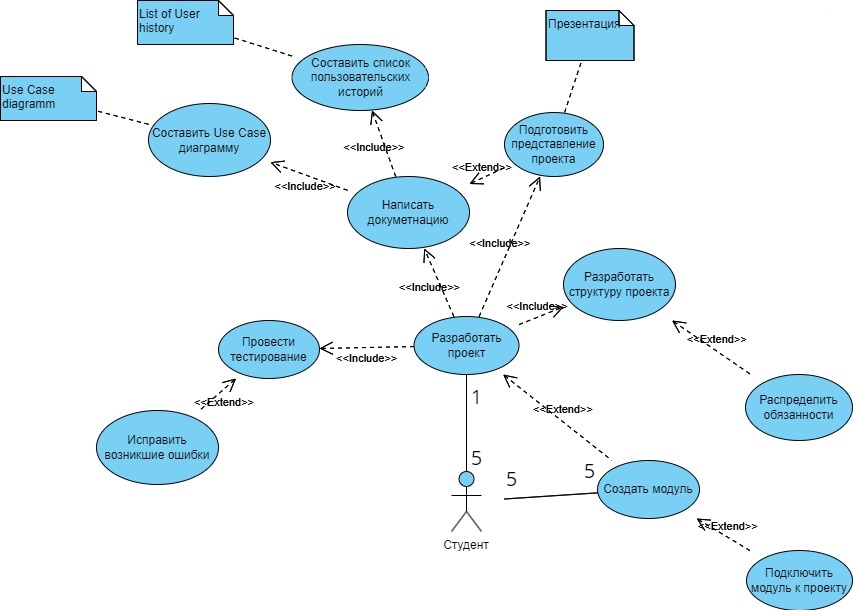 List of User
history
Презентация
Составить список
пользовательских
историй
Use Case
diagramm
Составить Use Case
диаграмму
Подготовить
представление
проекта
<<Include>>
<<Extend>>
<<Include>>
Написать
докуметнацию
<<Include>>
Разработать
структуру проекта
<<Include>>
<<Include>>
Провести
тестирование
Разработать
проект
<<Extend>>
<<Include>>
<<Extend>>
1
<<Extend>>
Распределить
обязанности
Исправить
возникшие ошибки
5
5
5
Создать модуль
<<Extend>>
Студент
Подключить
модуль к проекту